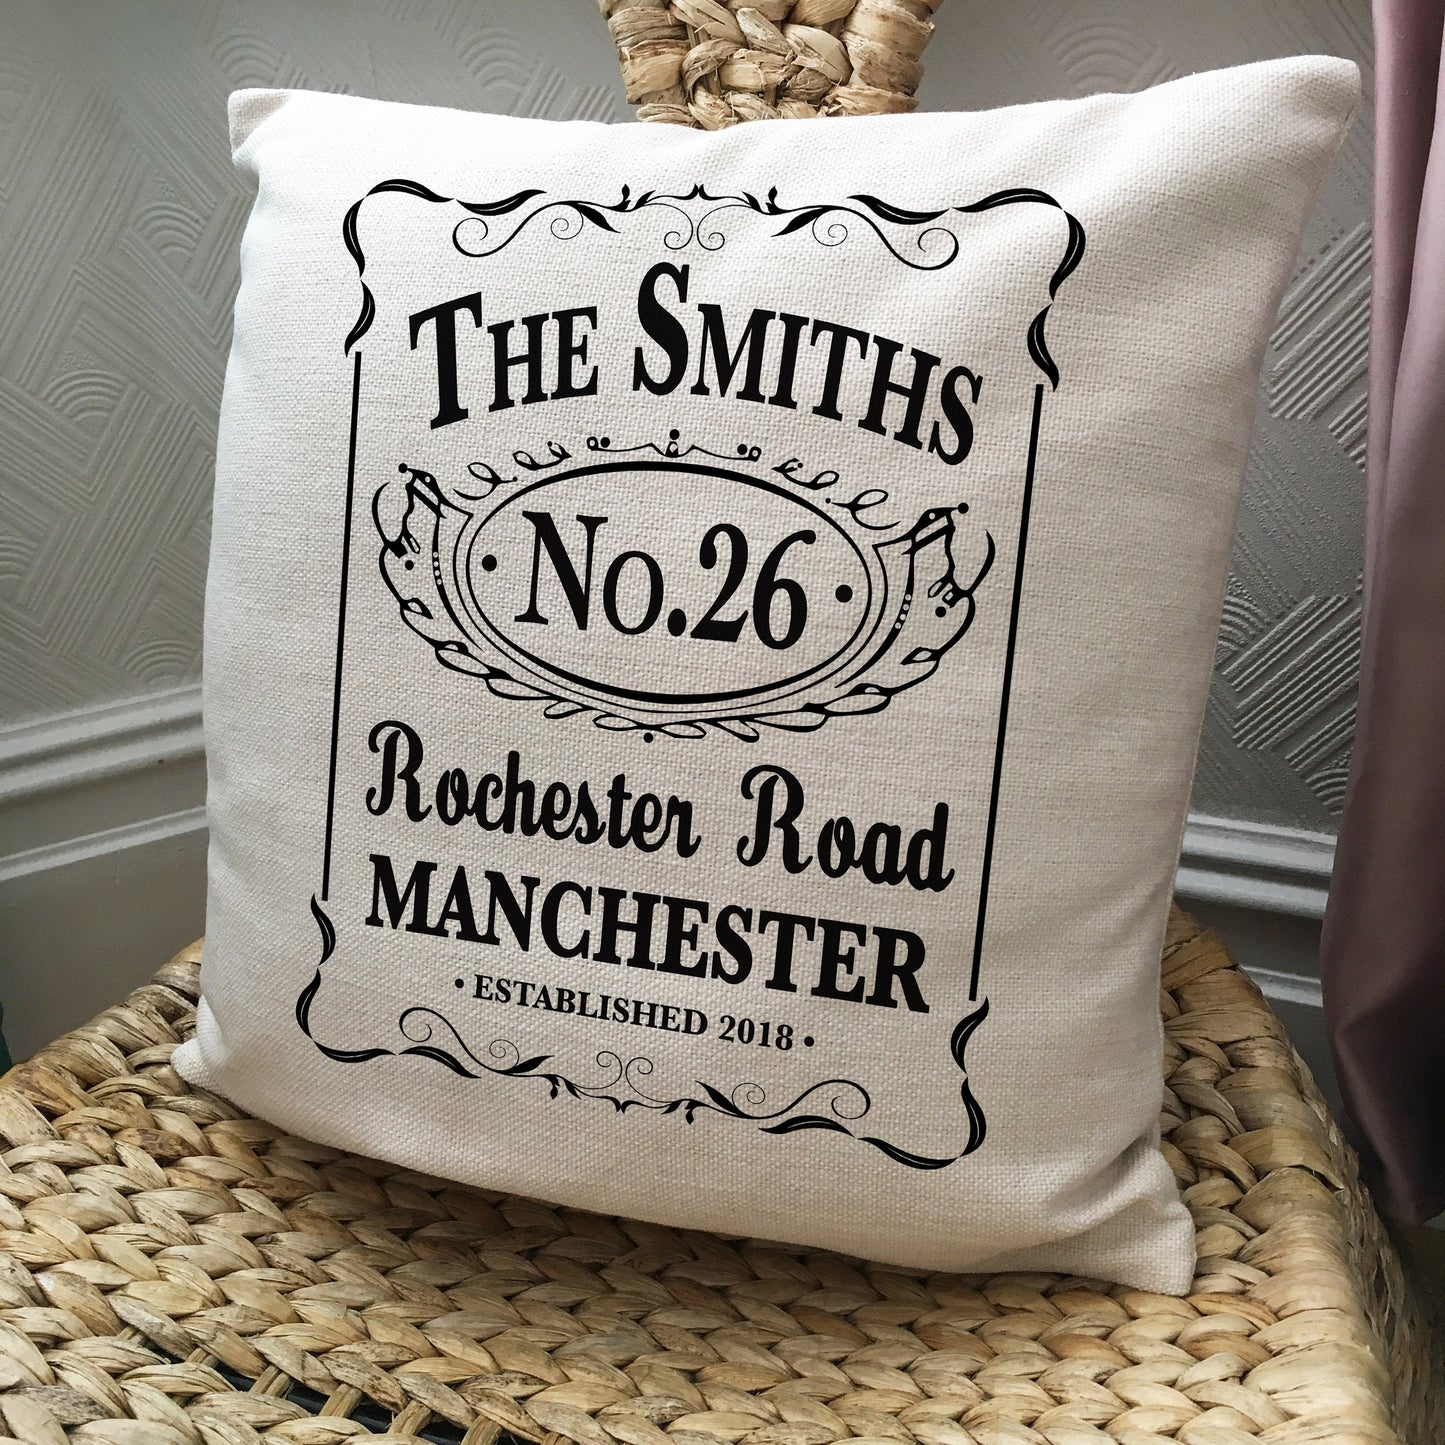 The Smiths
· No.26 ·
Rochester Road
MANCHESTER
· ESTABLISHED 2018 ·